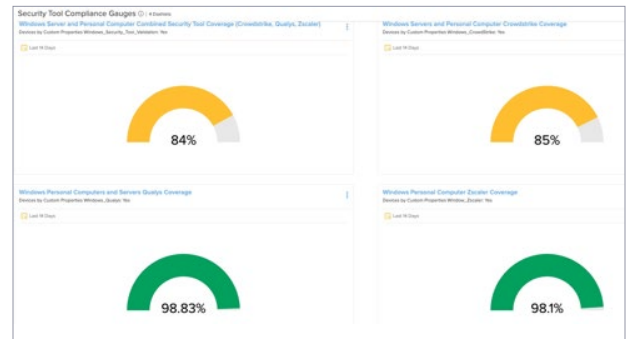 Security Tool Compliance Gauges | 4 Dashlets
Windows Server and Personal Computer Combined Security Tool Coverage (Crowdstrike, Qualys, Zscaler)
Devices by Custom Properties Windows_Security_Tool_Validation: Yes
Last 14 Days
84%
Windows Servers and Personal Computer Crowdstrike Coverage
Devices by Custom Properties Windows_CrowdStrike: Yes
Last 14 Days
85%
Windows Personal Computers and Servers Qualys Coverage
Devices by Custom Properties Windows_Qualys: Yes
Last 14 Days
98.83%
Windows Personal Computer Zscaler Coverage
Devices by Custom Properties Window_Zscaler: Yes
Last 14 Days
98.1%